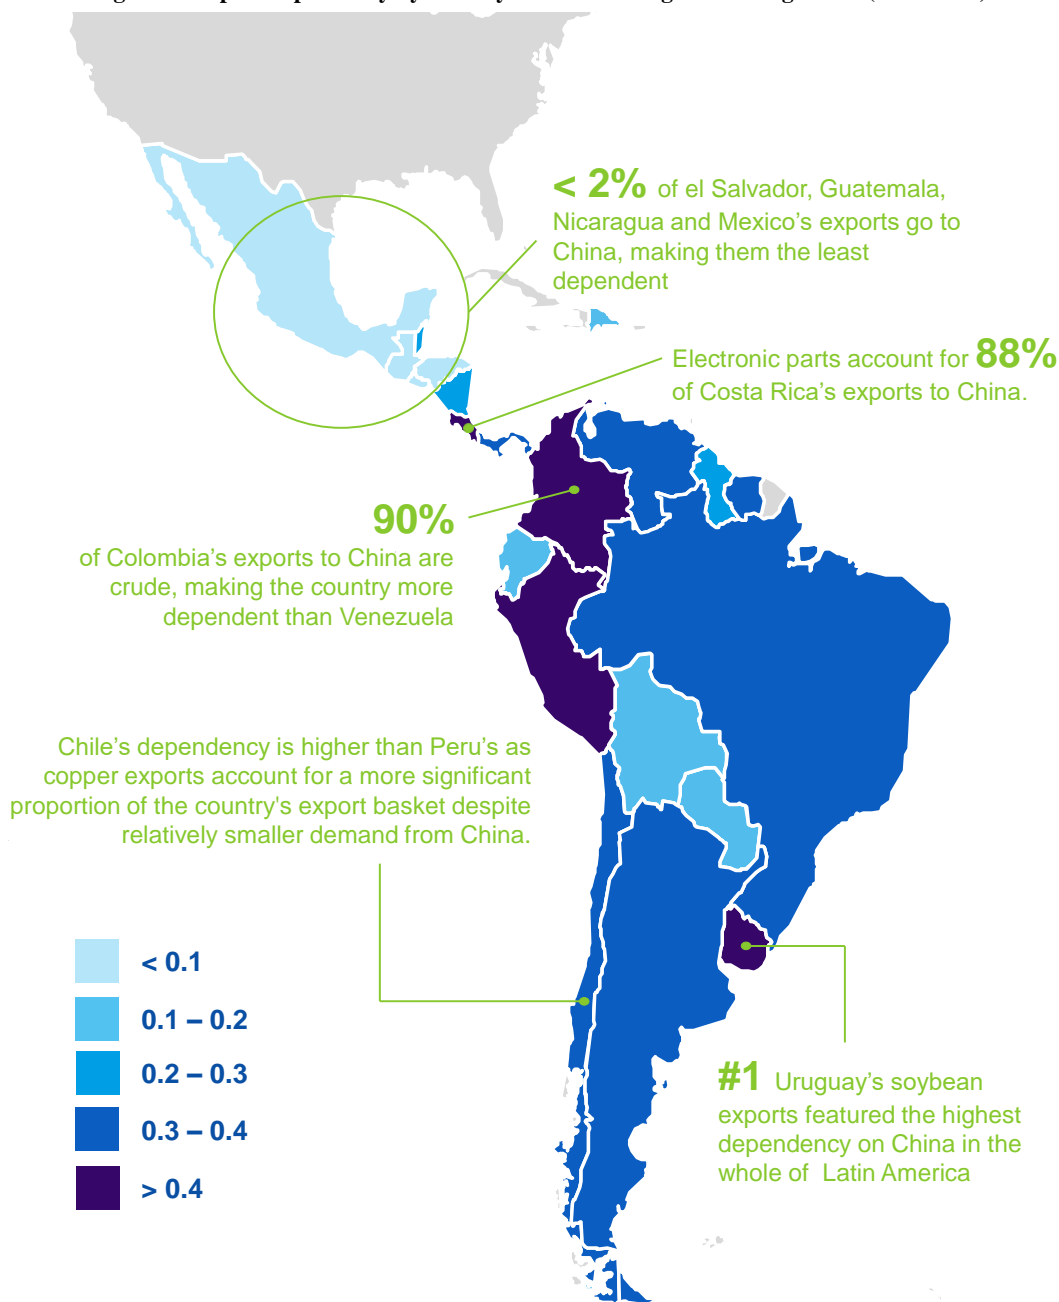 < 2% of el Salvador, Guatemala,
Nicaragua and Mexico’s exports go to
China, making them the least
dependent
Electronic parts account for 88%
of Costa Rica’s exports to China.
90%
of Colombia’s exports to China are
crude, making the country more
dependent than Venezuela
Chile’s dependency is higher than Peru’s as
copper exports account for a more significant
proportion of the country's export basket despite
relatively smaller demand from China.
< 0.1
0.1 – 0.2
0.2 – 0.3
0.3 – 0.4
> 0.4
#1 Uruguay’s soybean
exports featured the highest
dependency on China in the
whole of Latin America